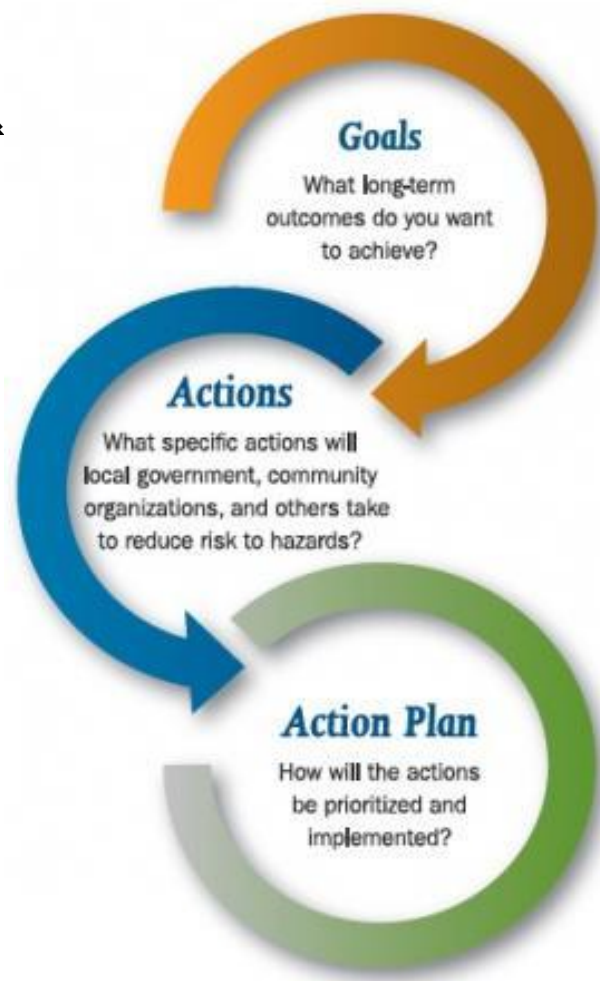 Goals
What long-term
outcomes do you want
to achieve?
Actions
What specific actions will
local government, community
organizations, and others take
to reduce risk to hazards?
Action Plan
How will the actions
be prioritized and
implemented?